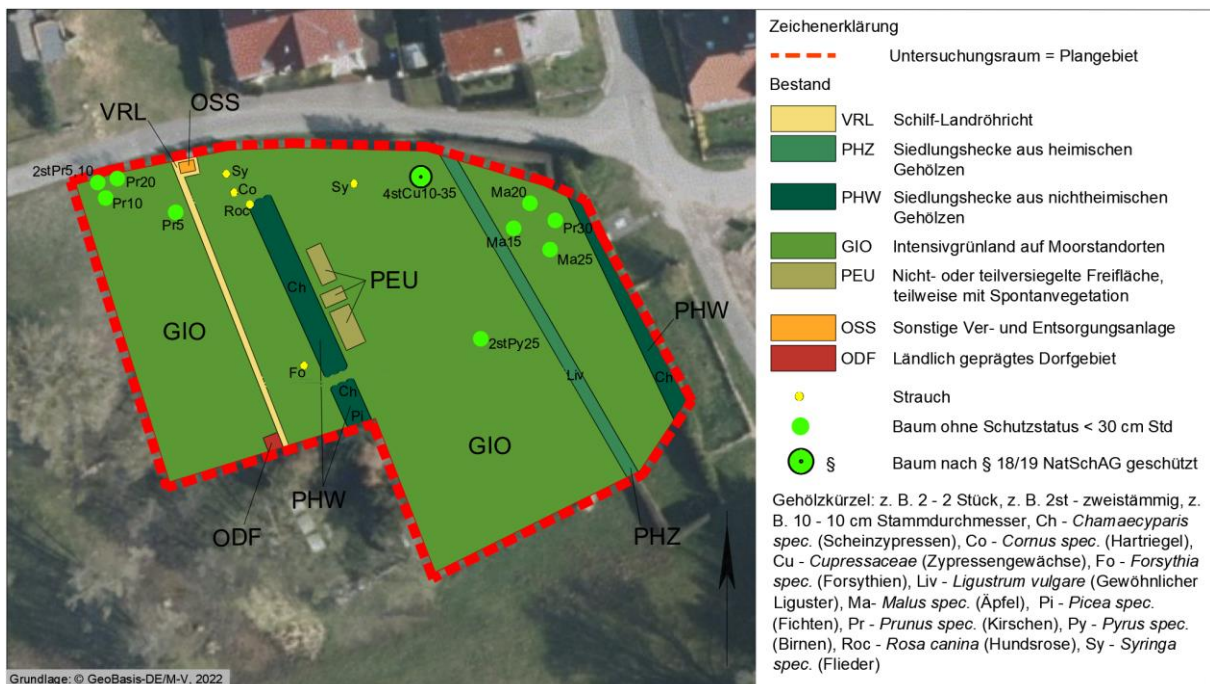 VRL
OSS
2stPr5,10
Pr20
Pr10
Pr5
Sy
Co
Roc
Sy
4stCu10-35
Ma20
Pr30
Ma15
Ma25
Ch
PEU
GIO
PHW
2stPy25
Fo
Liv
Ch
Ch
Pi
GIO
PHW
ODF
PHZ
Grundlage: © GeoBasis-DE/M-V, 2022
Zeichenerklärung
Untersuchungsraum = Plangebiet
Bestand
VRL Schilf-Landröhricht
PHZ Siedlungshecke aus heimischen
Gehölzen
PHW Siedlungshecke aus nichtheimischen
Gehölzen
GIO Intensivgrünland auf Moorstandorten
PEU Nicht- oder teilversiegelte Freifläche,
teilweise mit Spontanvegetation
OSS Sonstige Ver- und Entsorgungsanlage
ODF Ländlich geprägtes Dorfgebiet
Strauch
Baum ohne Schutzstatus < 30 cm Std
§ Baum nach § 18/19 NatSchAG geschützt
Gehölzkürzel: z. B. 2 - 2 Stück, z. B. 2st - zweistämmig, z.
B. 10 - 10 cm Stammdurchmesser, Ch - Chamaecyparis
spec. (Scheinzypressen), Co - Cornus spec. (Hartriegel),
Cu - Cupressaceae (Zypressengewächse), Fo - Forsythia
spec. (Forsythien), Liv - Ligustrum vulgare (Gewöhnlicher
Liguster), Ma- Malus spec. (Äpfel), Pi - Picea spec.
(Fichten), Pr - Prunus spec. (Kirschen), Py - Pyrus spec.
(Birnen), Roc - Rosa canina (Hundsrose), Sy - Syringa
spec. (Flieder)